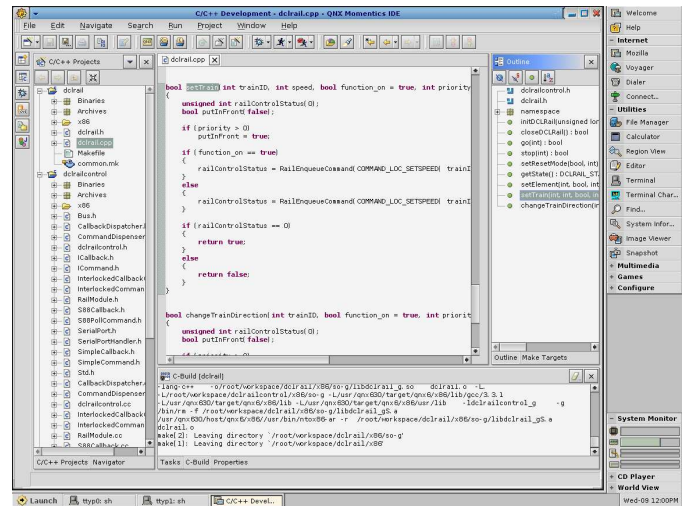 C/C++ Development - dclrail.cpp - QNX Momentics IDE
File Edit Navigate Search Run Project Window Help
C/C++ Projects
dclrail
Binaries
Archives
x86
dclrail.h
dclrail.cpp
Makefile
common.mk
dclrailcontrol
Binaries
Archives
x86
Bus.h
CallbackDispatcher.h
CommandDispenser
dclrailcontrol.h
ICallback.h
ICommand.h
InterlockedCallback
InterlockedComman
RailModule.h
S88Callback.h
S88PollCommand.h
SerialPort.h
SerialPortHandler.h
SimpleCallback.h
SimpleCommand.h
Std.h
CallbackDispatcher.
CommandDispenser
dclrailcontrol.cc
InterlockedCallback
InterlockedComman
RailModule.cc
S88Callback.cc
C/C++ Projects Navigator
dclrail.cpp
bool setTrain(int trainID, int speed, bool function_on = true, int priority
{
unsigned int railControlStatus(0);
bool putInFront(false);
if (priority > 0)
putInFront = true;
if (function_on == true)
{
railControlStatus = RailEnqueueCommand(COMMAND_LOC_SETSPEED( trainI
}
else
{
railControlStatus = RailEnqueueCommand(COMMAND_LOC_SETSPEED( trainI
}
if (railControlStatus == 0)
{
return true;
}
else
{
return false;
}
}
bool changeTrainDirection(int trainID, bool function_on = true, int priorit
{
unsigned int railControlStatus(0);
bool putInFront(false);
if (priority > 0)
Outline
dclrailcontrol.h
dclrail.h
namespace
initDCLRail(unsigned lon
closeDCLRail() : bool
go(int) : bool
stop(int) : bool
setResetMode(bool, int)
getState() : DCLRAIL_ST
setElement(int, bool, int
setTrain(int, int, bool, in
changeTrainDirection(in
Outline Make Targets
C-Build [dclrail]
-lang-c++ -o/root/workspace/dclrail/x86/so-g/libdclrail_g.so dclrail.o -L.
-L/root/workspace/dclrailcontrol/x86/so-g -L/usr/qnx630/target/qnx6/x86/lib/gcc/3.3.1
-L/usr/qnx630/target/qnx6/x86/lib -L/usr/qnx630/target/qnx6/x86/usr/lib -ldclrailcontrol_g -g
/bin/rm -f /root/workspace/dclrail/x86/so-g/libdclrail_gS.a
/usr/qnx630/host/qnx6/x86//usr/bin/ntox86-ar -r /root/workspace/dclrail/x86/so-g/libdclrail_gS.a
dclrail.o
make[2]: Leaving directory `/root/workspace/dclrail/x86/so-g'
make[1]: Leaving directory `/root/workspace/dclrail/x86'
Tasks C-Build Properties
Welcome
Help
Internet
Mozilla
Voyager
Dialer
Connect...
Utilities
File Manager
Calculator
Region View
Editor
Terminal
Terminal Char...
Find...
System Infor...
Image Viewer
Snapshot
Multimedia
Games
Configure
System Monitor
CD Player
World View
Launch ttyp0: sh ttyp1: sh C/C++ Devel... Wed-09 12:00PM